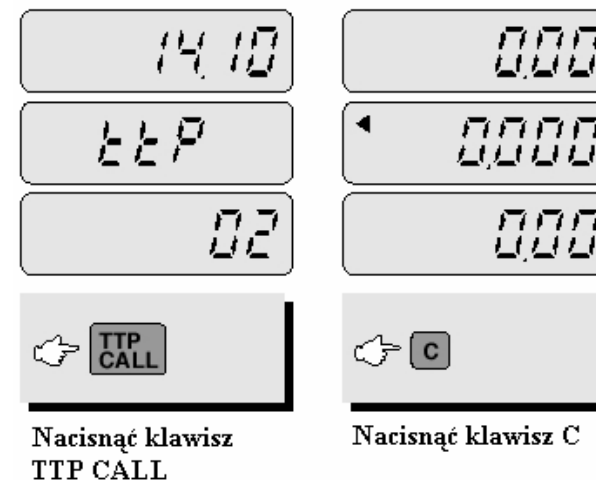 14.10
ttP
02
TTP
CALL
Nacisnąć klawisz
TTP CALL
0.00
0.000
0.00
C
Nacisnąć klawisz C